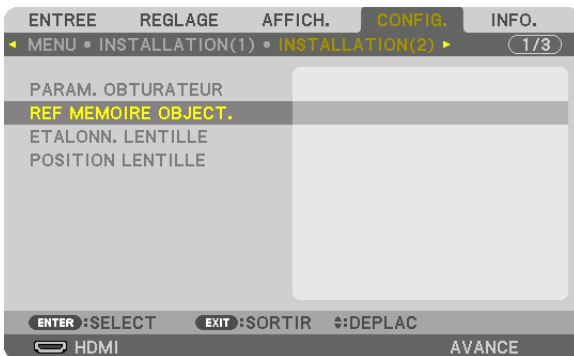 ENTREE REGLAGE AFFICH. CONFIG. INFO.
MENU • INSTALLATION(1) • INSTALLATION(2) 1/3
PARAM. OBTURATEUR
REF MEMOIRE OBJECT.
ETALONN. LENTILLE
POSITION LENTILLE
ENTER :SELECT EXIT :SORTIR :DEPLAC
HDMI AVANCE